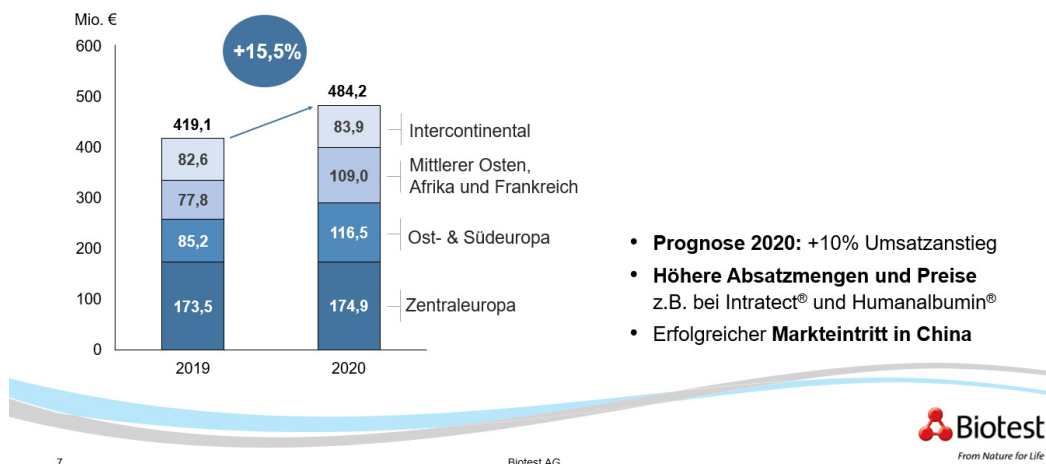 Mio. €
600
500
400
300
200
100
0
+15,5%
419,1
82,6
77,8
85,2
173,5
2019
484,2
83,9
109,0
116,5
174,9
2020
Intercontinental
Mittlerer Osten,
Afrika und Frankreich
Ost- & Südeuropa
Zentraleuropa
• Prognose 2020: +10% Umsatzanstieg
• Höhere Absatzmengen und Preise
z.B. bei Intratect® und Humanalbumin®
• Erfolgreicher Markteintritt in China
Biotest
From Nature for Life
7
Biotest AG